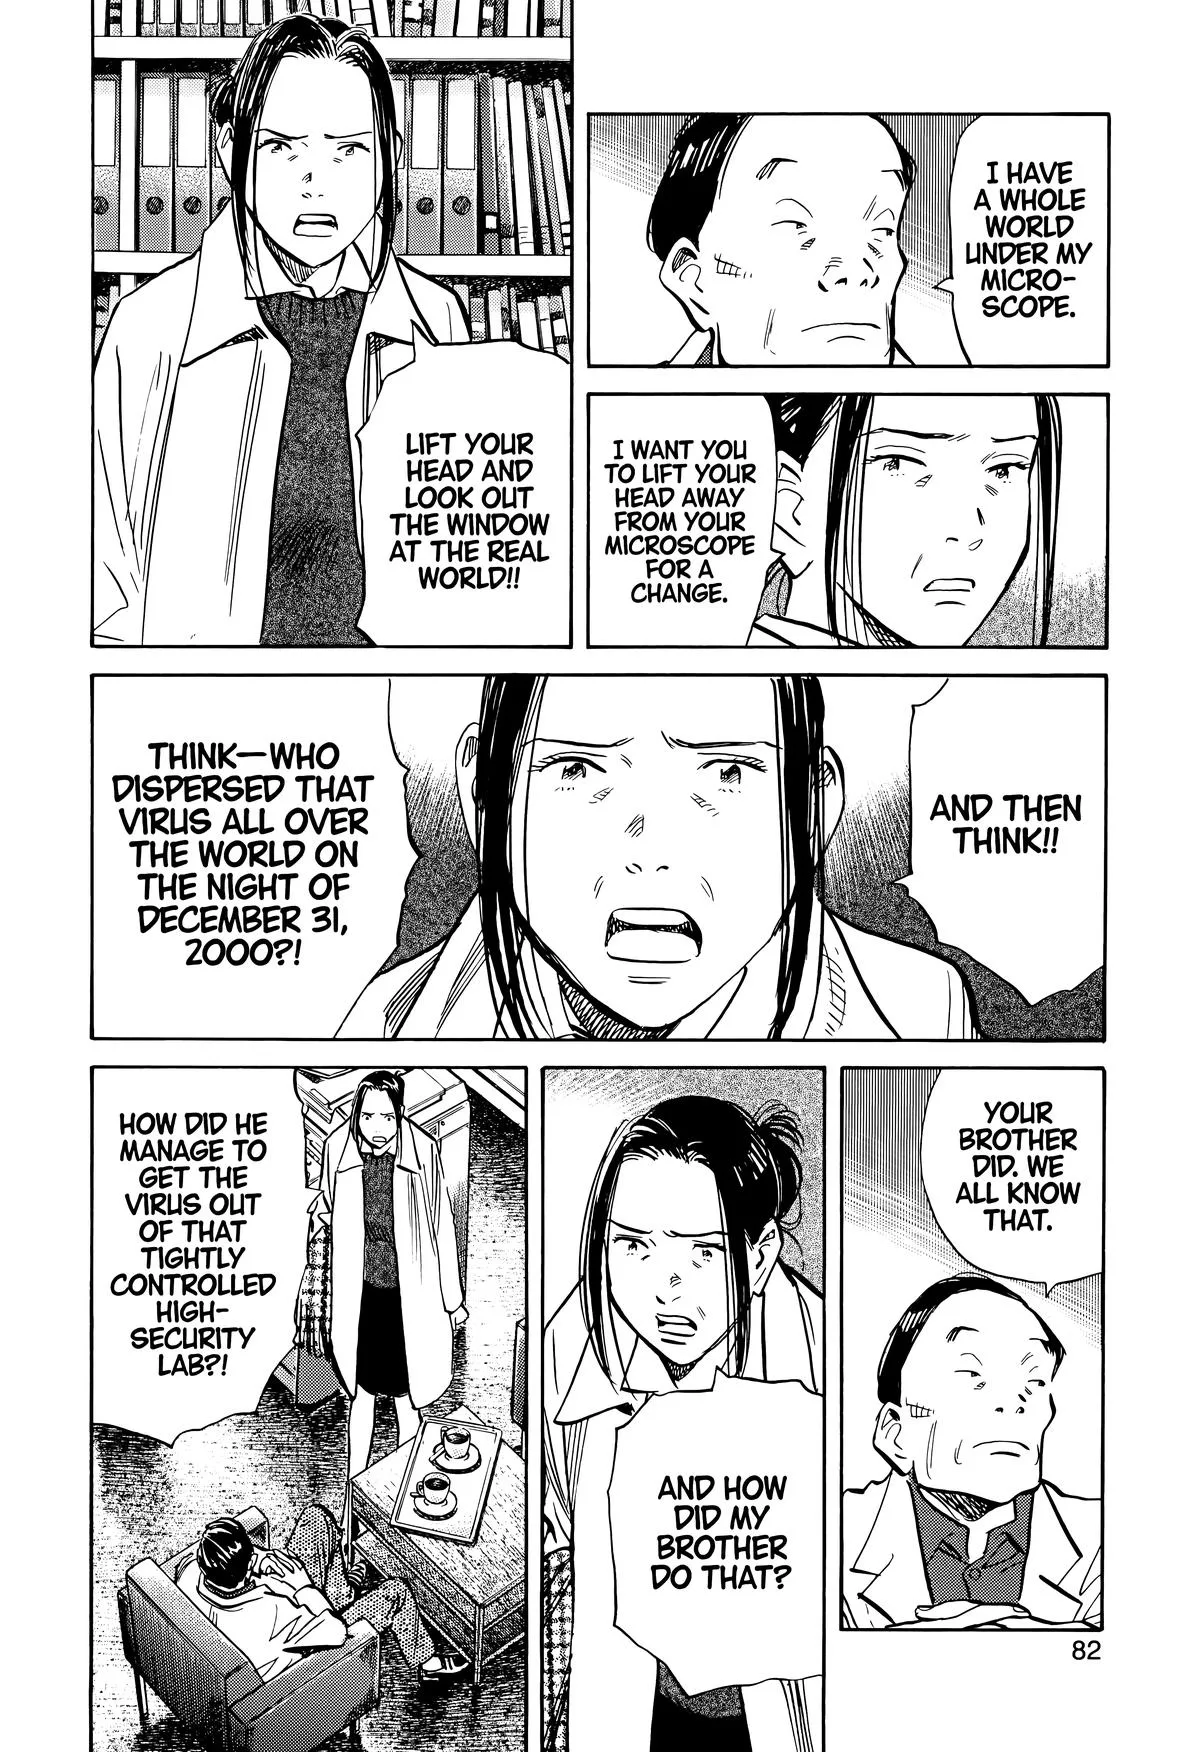 I HAVE
A WHOLE
WORLD
UNDER MY
MICRO-
SCOPE.
I WANT YOU
TO LIFT YOUR
HEAD AWAY
FROM YOUR
MICROSCOPE
FOR A
CHANGE.
LIFT YOUR
HEAD AND
LOOK OUT
THE WINDOW
AT THE REAL
WORLD!!
AND THEN
THINK!!
THINK—WHO
DISPERSED THAT
VIRUS ALL OVER
THE WORLD ON
THE NIGHT OF
DECEMBER 31,
2000?!
YOUR
BROTHER
DID. WE
ALL KNOW
THAT.
AND HOW
DID MY
BROTHER
DO THAT?
HOW DID HE
MANAGE TO
GET THE
VIRUS OUT
OF THAT
TIGHTLY
CONTROLLED
HIGH-
SECURITY
LAB?!
82